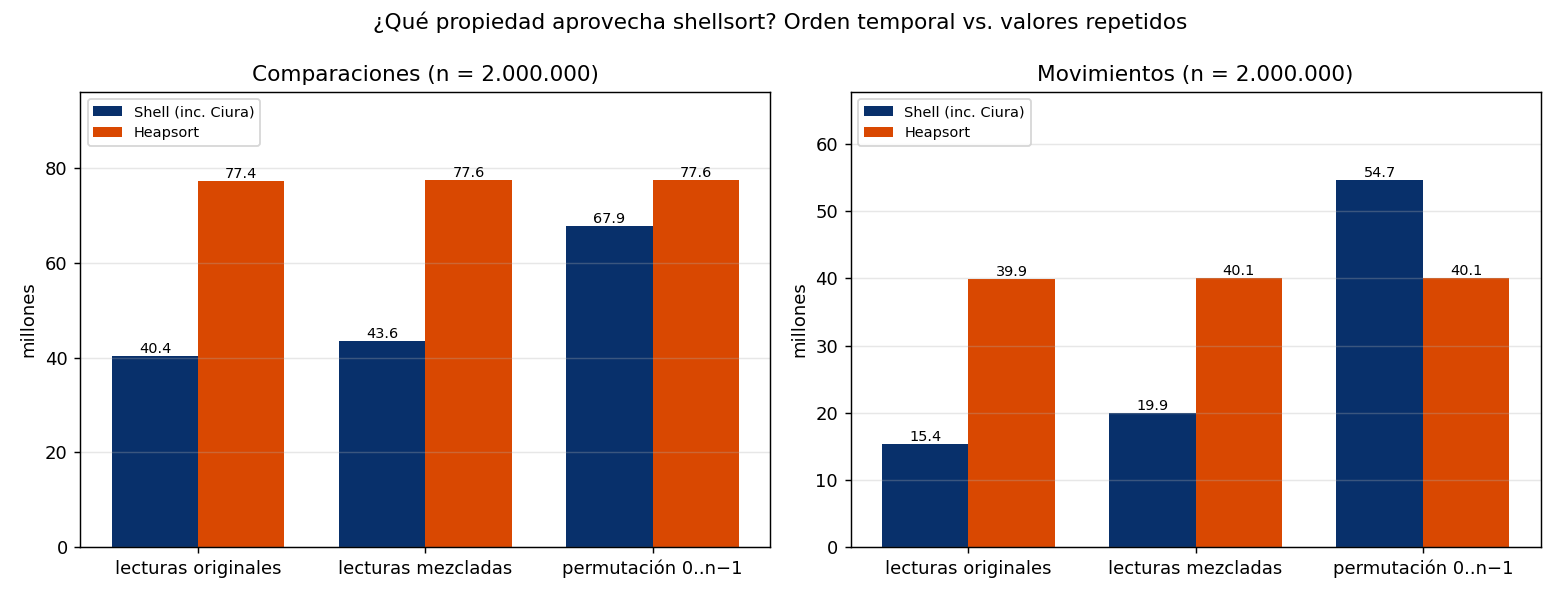 ¿Qué propiedad aprovecha shellsort? Orden temporal vs. valores repetidos
Comparaciones (n = 2.000.000)
Shell (inc. Ciura)
Heapsort
millones
80
60
40
20
0
77.4
77.6
77.6
67.9
43.6
40.4
lecturas originales
lecturas mezcladas
permutación 0..n−1
Movimientos (n = 2.000.000)
Shell (inc. Ciura)
Heapsort
millones
60
50
40
30
20
10
0
54.7
39.9
40.1
40.1
19.9
15.4
lecturas originales
lecturas mezcladas
permutación 0..n−1